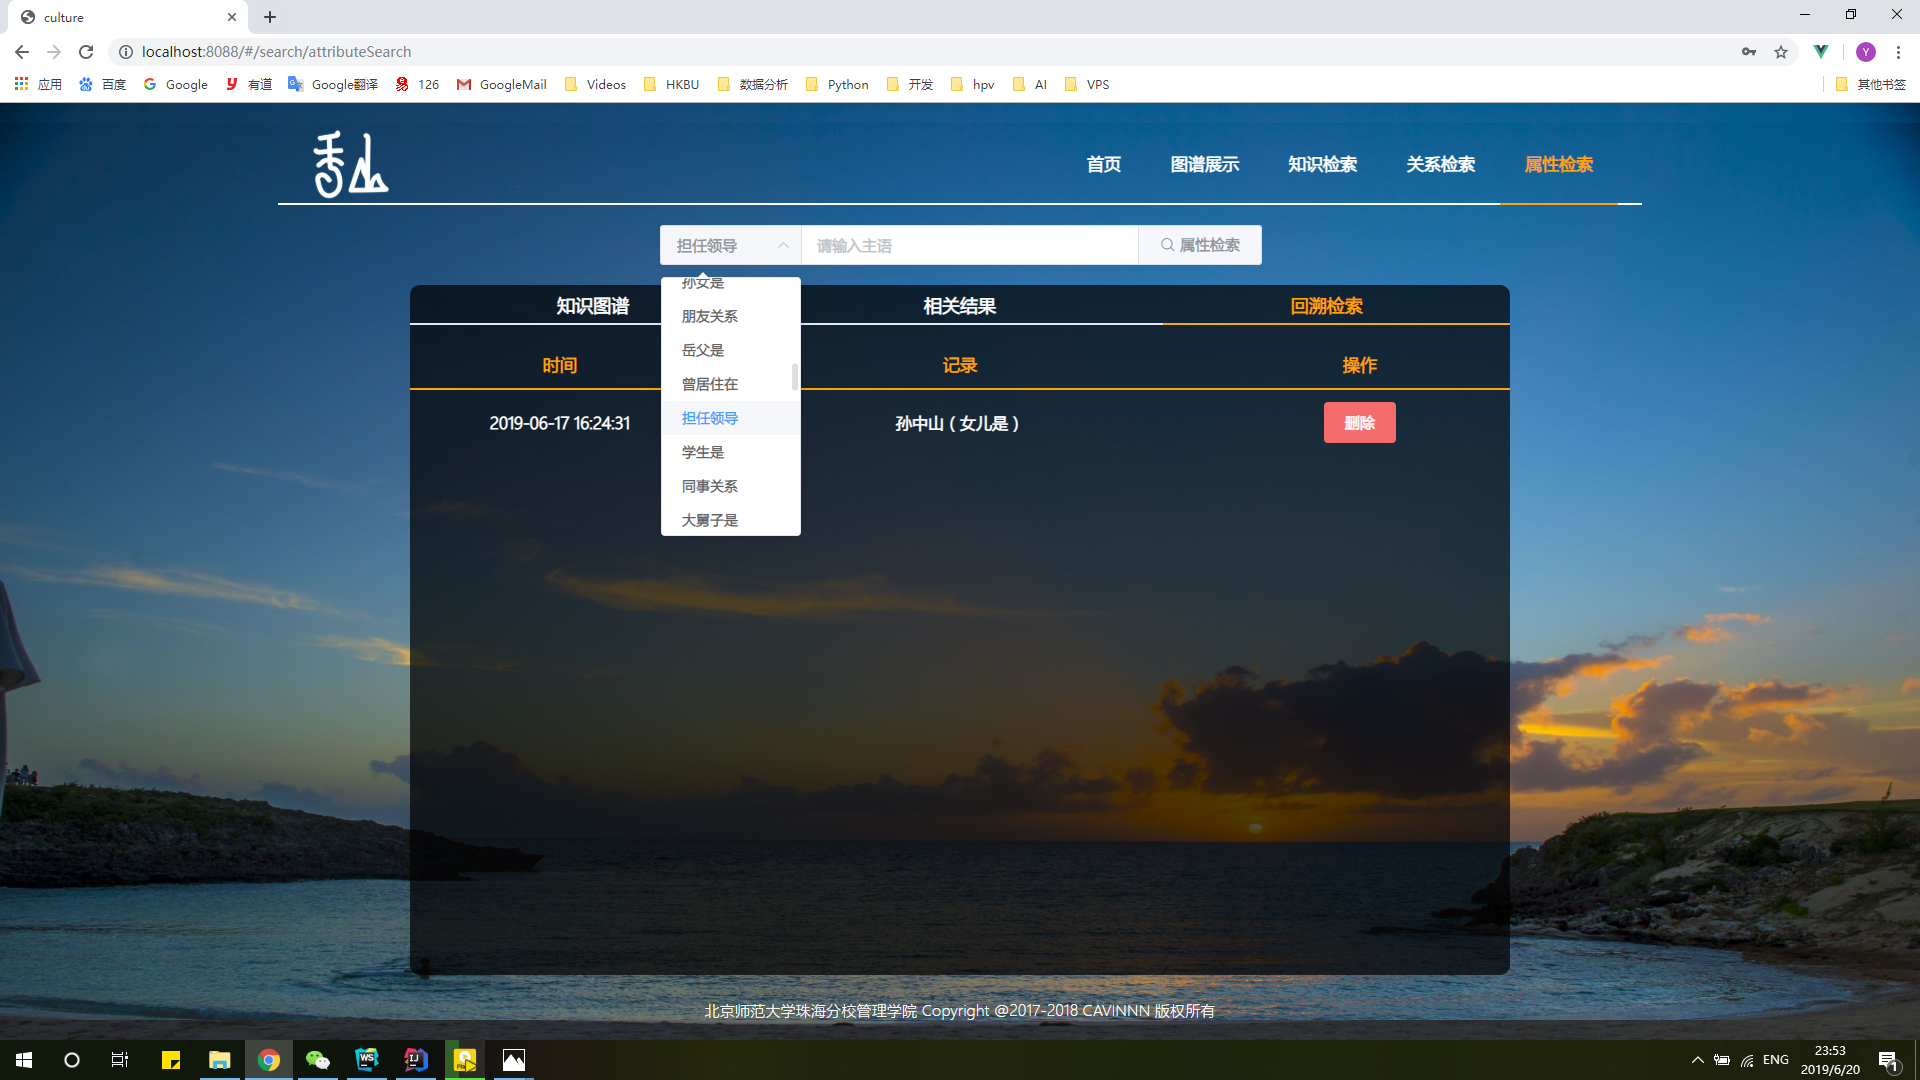 culture
localhost:8088/#/search/attributeSearch
应用 百度 Google 有道 Google翻译 126 GoogleMail Videos HKBU 数据分析 Python 开发 hpv AI VPS 其他书签
首页 图谱展示 知识检索 关系检索 属性检索
担任领导 请输入主语 属性检索
孙女是
朋友关系
岳父是
曾居住在
担任领导
学生是
同事关系
大舅子是
知识图谱 相关结果 回溯检索
时间 记录 操作
2019-06-17 16:24:31 孙中山 ( 女儿是 ) 删除
北京师范大学珠海分校管理学院 Copyright @2017-2018 CAVINNN 版权所有
ENG
23:53
2019/6/20